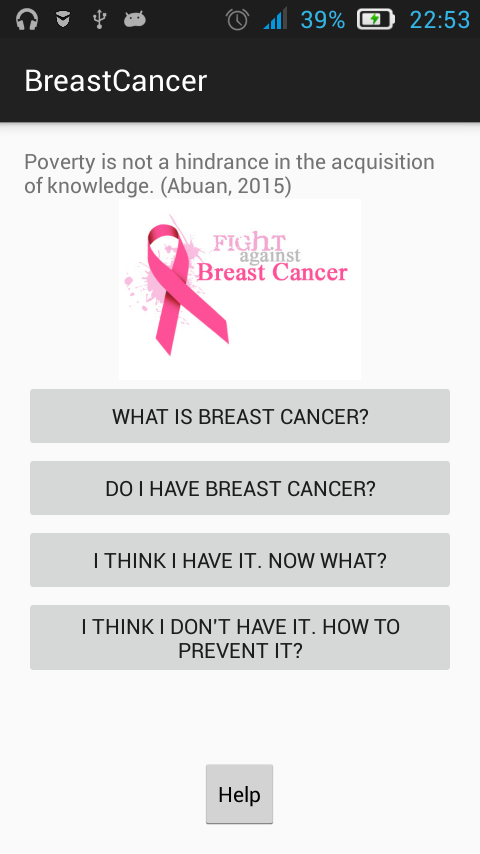 39% 22:53
BreastCancer
Poverty is not a hindrance in the acquisition
of knowledge. (Abuan, 2015)
FIGHT
against
Breast Cancer
WHAT IS BREAST CANCER?
DO I HAVE BREAST CANCER?
I THINK I HAVE IT. NOW WHAT?
I THINK I DON'T HAVE IT. HOW TO
PREVENT IT?
Help